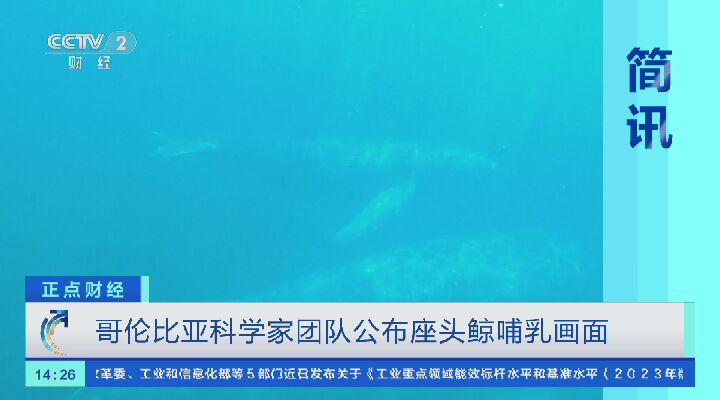 CCTV 2
财经
简讯
正点财经
哥伦比亚科学家团队公布座头鲸哺乳画面
14:26
革委、工业和信息化部等5部门近日发布关于《工业重点领域能效标杆水平和基准水平（2023年版